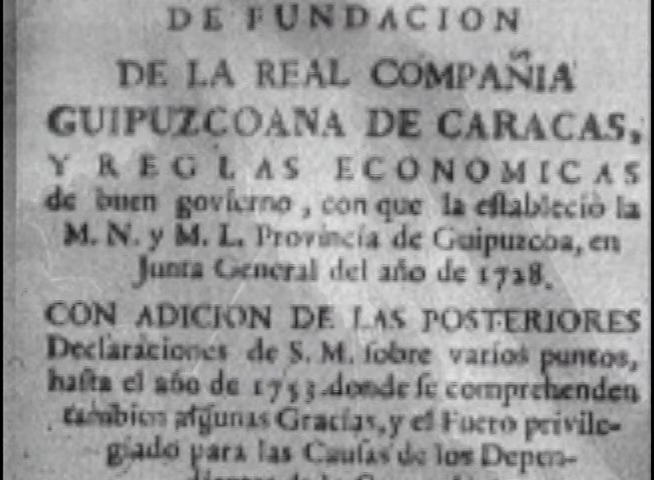 DE FUNDACION
DE LA REAL COMPAÑIA
GUIPUZCOANA DE CARACAS,
Y REGLAS ECONOMICAS
de buen govierno, con que la eſtableciò la
M. N. y M. L. Provincia de Guipuzcoa, en
Junta General del año de 1728.
CON ADICION DE LAS POSTERIORES
Declaraciones de S. M. ſobre varios puntos,
haſta el año de 1753. donde ſe comprehenden
tambien algunas Gracias, y el Fuero privile-
giado para las Cauſas de los Depen-